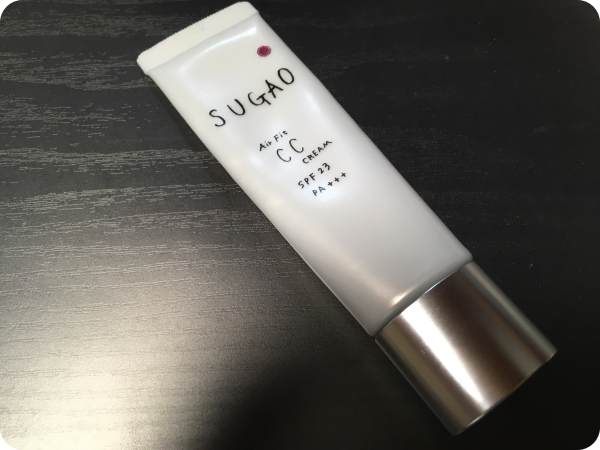 SUGAO
Air Fit
CC
CREAM
SPF 23
PA +++